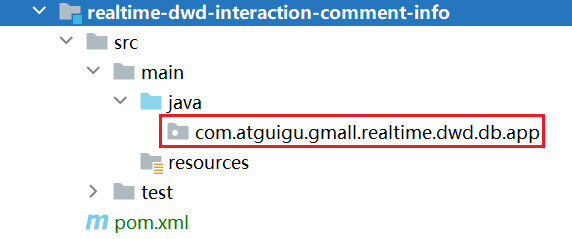 realtime-dwd-interaction-comment-info
src
main
java
com.atguigu.gmall.realtime.dwd.db.app
resources
test
m pom.xml